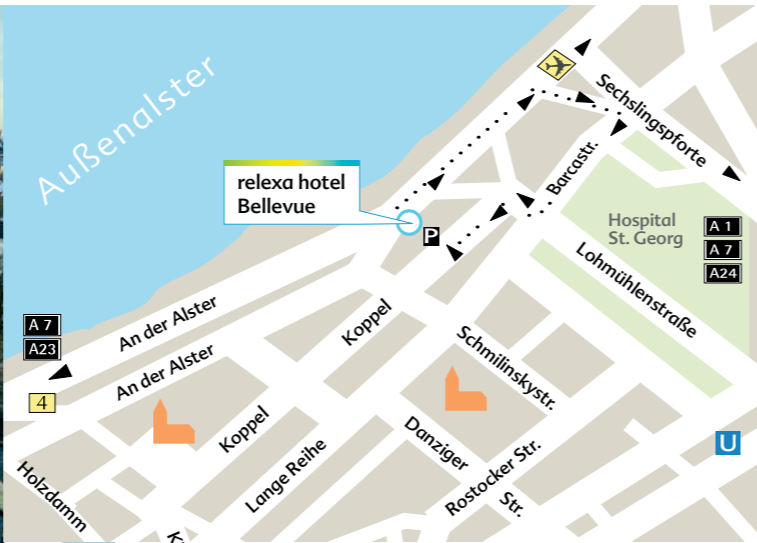 Außenalster
Sechslingspforte
relexa hotel
Bellevue
Barcastr.
P
Hospital
St. Georg
A 1
A 7
A24
Lohmühlenstraße
An der Alster
A 7
A23
An der Alster
4
Koppel
Schmilinskystr.
Koppel
Danziger
Str.
Lange Reihe
Rostocker Str.
U
Holzdamm